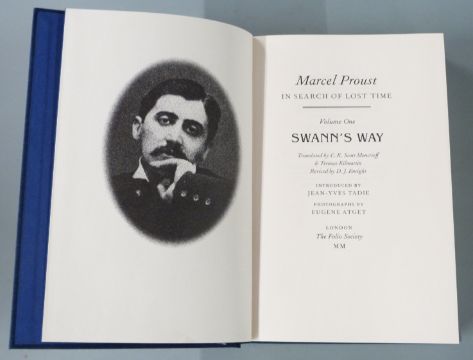 Marcel Proust
IN SEARCH OF LOST TIME
Volume One
SWANN'S WAY
Translated by C. K. Scott Moncrieff
& Terence Kilmartin
Revised by D. J. Enright
INTRODUCED BY
JEAN-YVES TADIÉ
PHOTOGRAPHS BY
EUGÈNE ATGET
LONDON
The Folio Society
MM